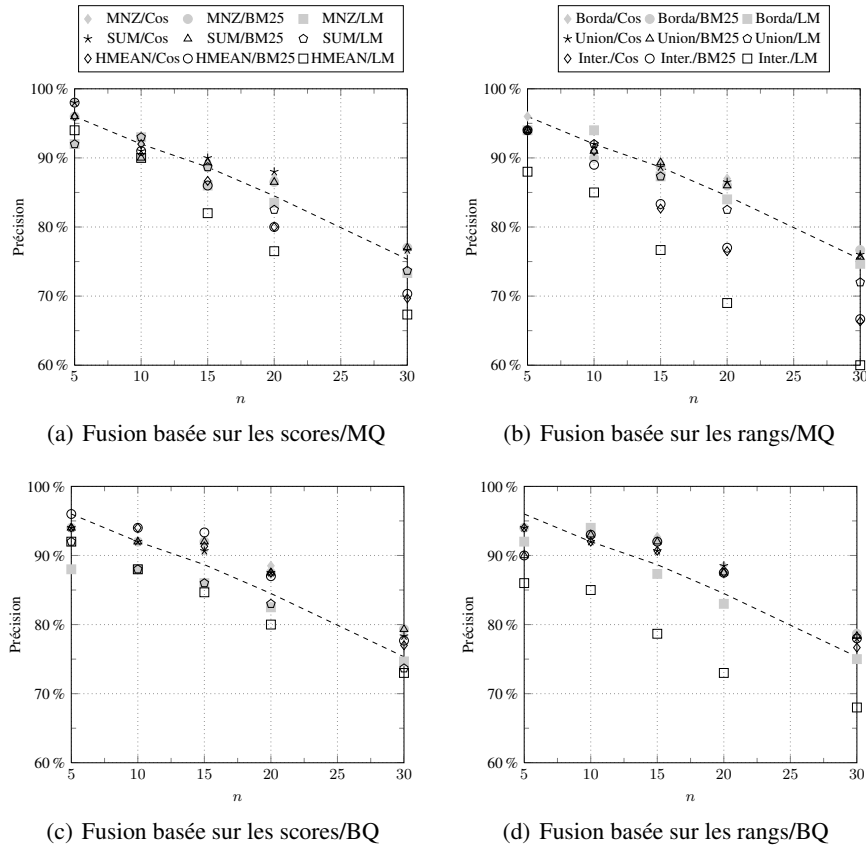 MNZ/Cos MNZ/BM25 MNZ/LM
SUM/Cos SUM/BM25 SUM/LM
HMEAN/Cos HMEAN/BM25 HMEAN/LM
100 %
90 %
80 %
70 %
60 %
Précision
5 10 15 20 25 30
n
(a) Fusion basée sur les scores/MQ
Borda/Cos Borda/BM25 Borda/LM
Union/Cos Union/BM25 Union/LM
Inter./Cos Inter./BM25 Inter./LM
100 %
90 %
80 %
70 %
60 %
Précision
5 10 15 20 25 30
n
(b) Fusion basée sur les rangs/MQ
100 %
90 %
80 %
70 %
60 %
Précision
5 10 15 20 25 30
n
(c) Fusion basée sur les scores/BQ
100 %
90 %
80 %
70 %
60 %
Précision
5 10 15 20 25 30
n
(d) Fusion basée sur les rangs/BQ